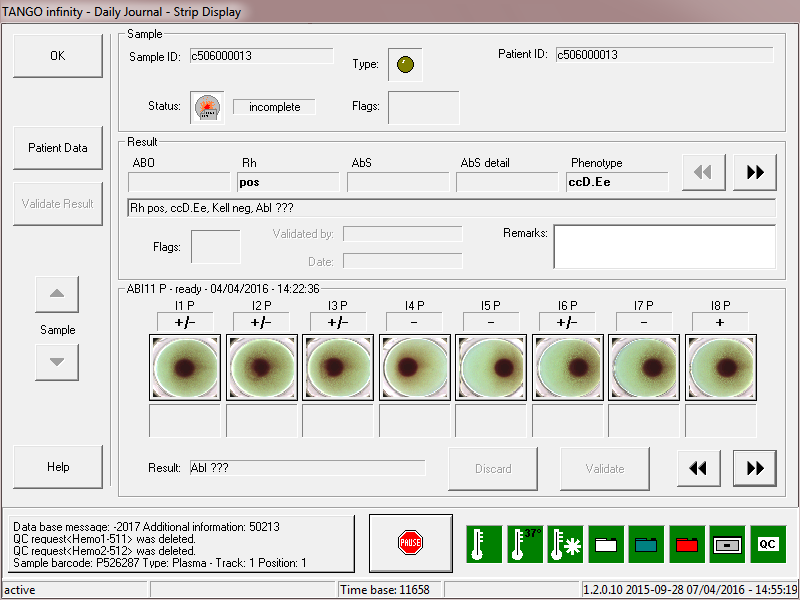 TANGO infinity - Daily Journal - Strip Display
OK
Patient Data
Validate Result
Sample
Help
Sample
Sample ID: c506000013
Type:
Patient ID: c506000013
Status: incomplete
Flags:
Result
ABO Rh AbS AbS detail Phenotype
pos ccD.Ee
Rh pos, ccD.Ee, Kell neg, AbI ???
Flags:
Validated by:
Date:
Remarks:
ABI11 P - ready - 04/04/2016 - 14:22:36
I1 P I2 P I3 P I4 P I5 P I6 P I7 P I8 P
+/- +/- +/- - - +/- - +
Result: AbI ???
Discard
Validate
Data base message: -2017 Additional information: 50213
QC request<Hemo1-511> was deleted.
QC request<Hemo2-512> was deleted.
Sample barcode: P526287 Type: Plasma - Track: 1 Position: 1
PAUSE
37°
QC
active
Time base: 11658
1.2.0.10 2015-09-28 07/04/2016 - 14:55:19